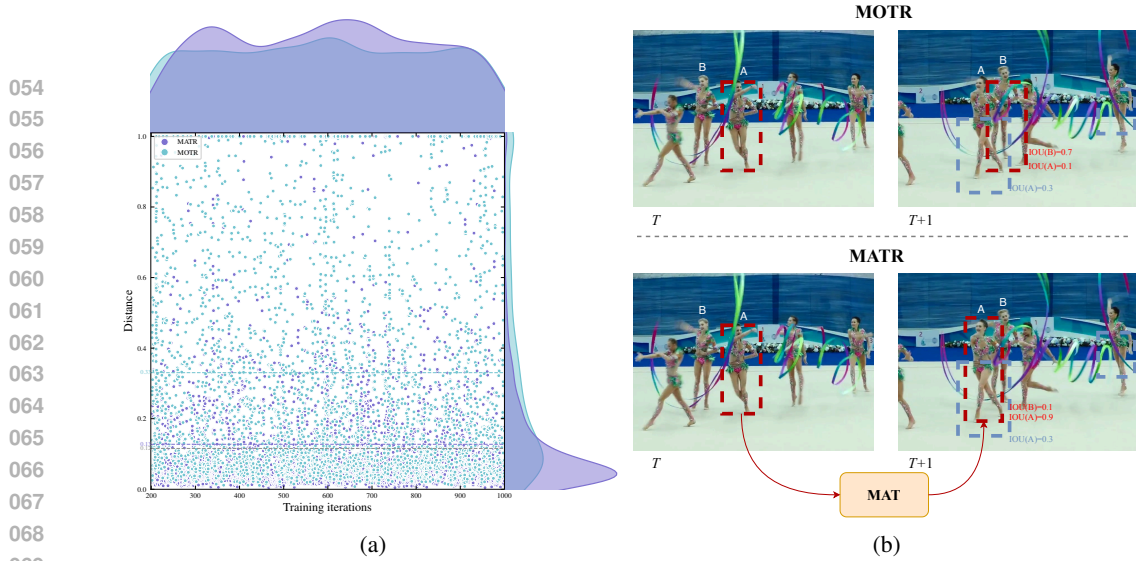 054
055
056
057
058
059
060
061
062
063
064
065
066
067
068
MATR
MOTR
1.0
0.8
0.6
0.4
0.2
0.0
Distance
200 300 400 500 600 700 800 900 1000
Training iterations
(a)
MOTR
B A
A B
IOU(B)=0.7
IOU(A)=0.1
IOU(A)=0.3
T T+1
MATR
B A
A B
IOU(B)=0.1
IOU(A)=0.9
IOU(A)=0.3
T T+1
MAT
(b)